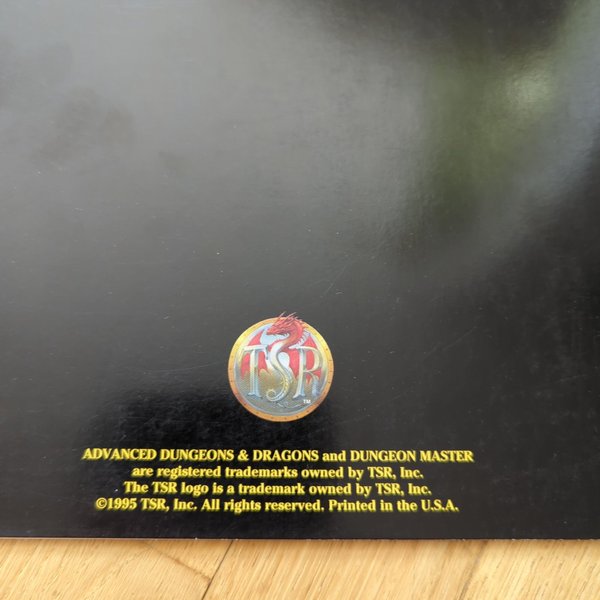 TSR
TM
ADVANCED DUNGEONS & DRAGONS and DUNGEON MASTER
are registered trademarks owned by TSR, Inc.
The TSR logo is a trademark owned by TSR, Inc.
©1995 TSR, Inc. All rights reserved. Printed in the U.S.A.